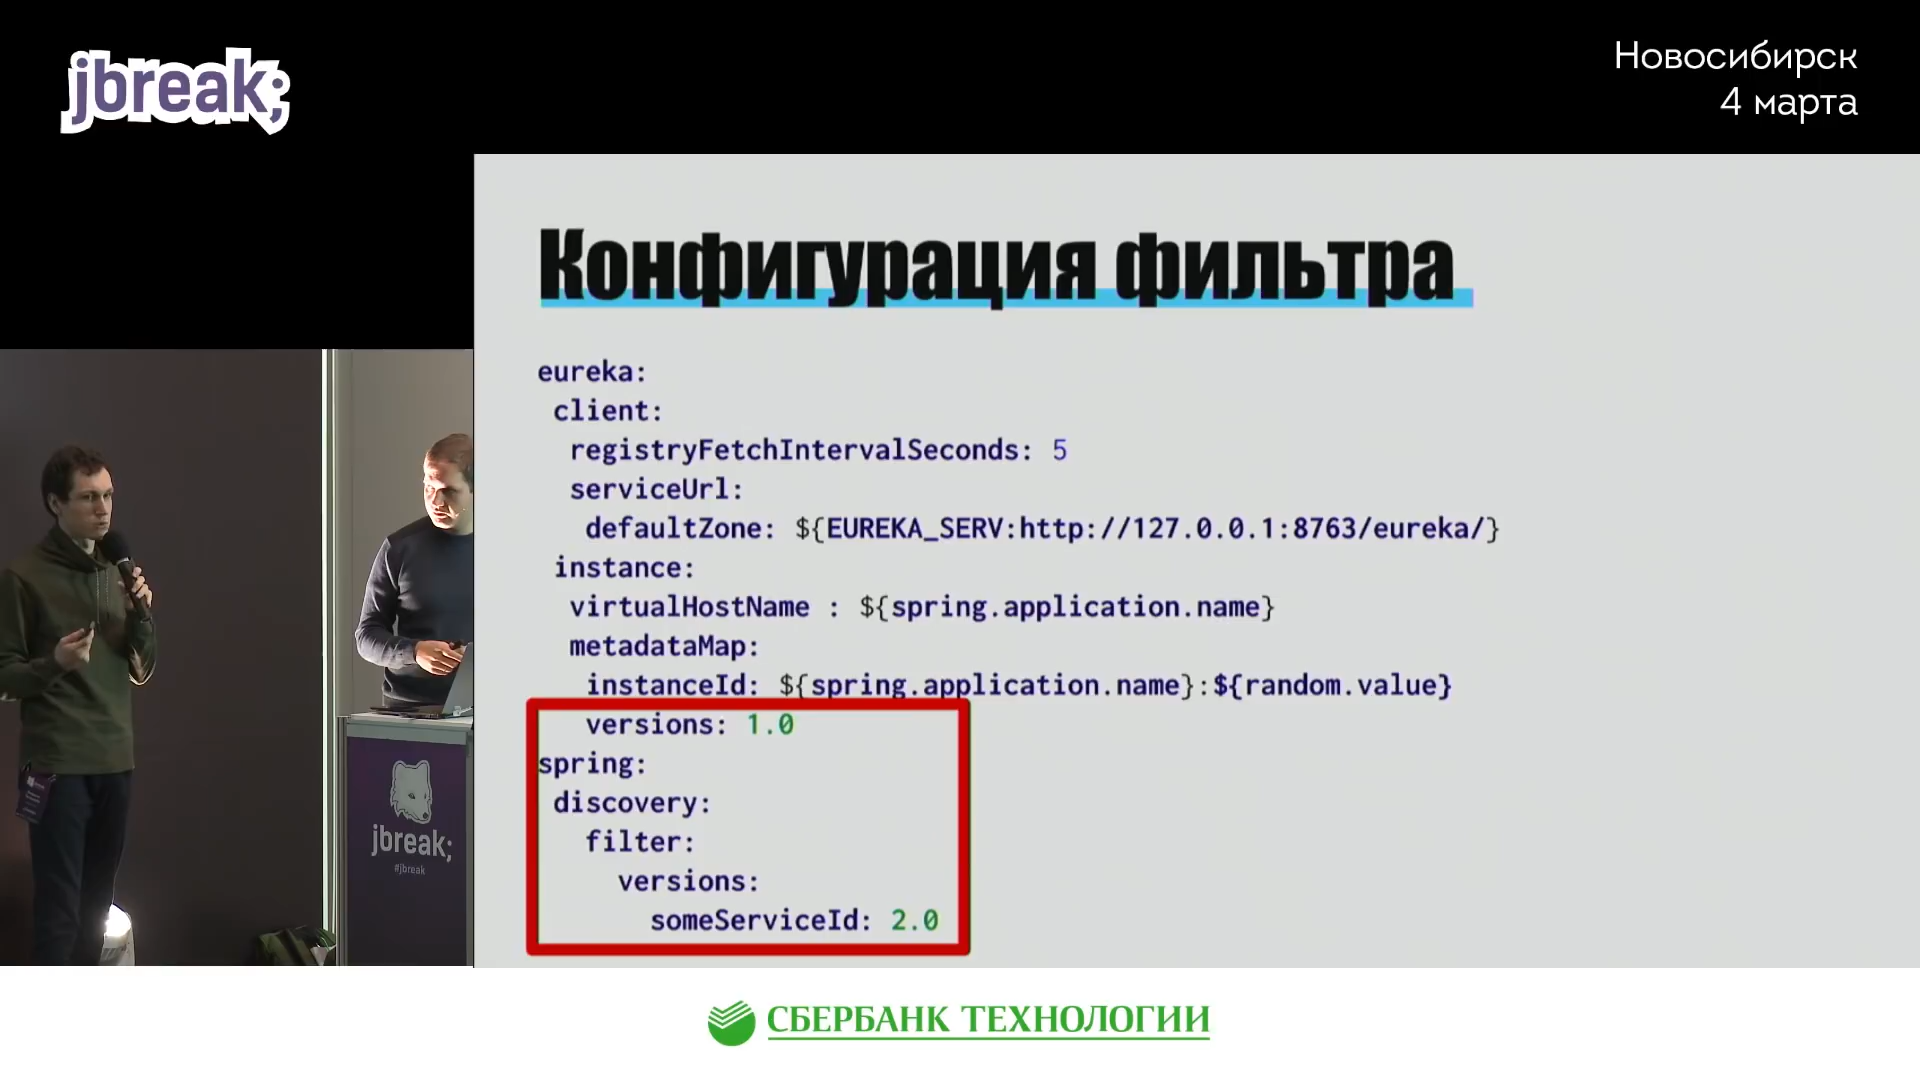 jbreak;
Новосибирск
4 марта
Конфигурация фильтра
eureka:
client:
registryFetchIntervalSeconds: 5
serviceUrl:
defaultZone: ${EUREKA_SERV:http://127.0.0.1:8763/eureka/}
instance:
virtualHostName : ${spring.application.name}
metadataMap:
instanceId: ${spring.application.name}:${random.value}
versions: 1.0
spring:
discovery:
filter:
versions:
someServiceId: 2.0
jbreak;
#jbreak
СБЕРБАНК ТЕХНОЛОГИИ